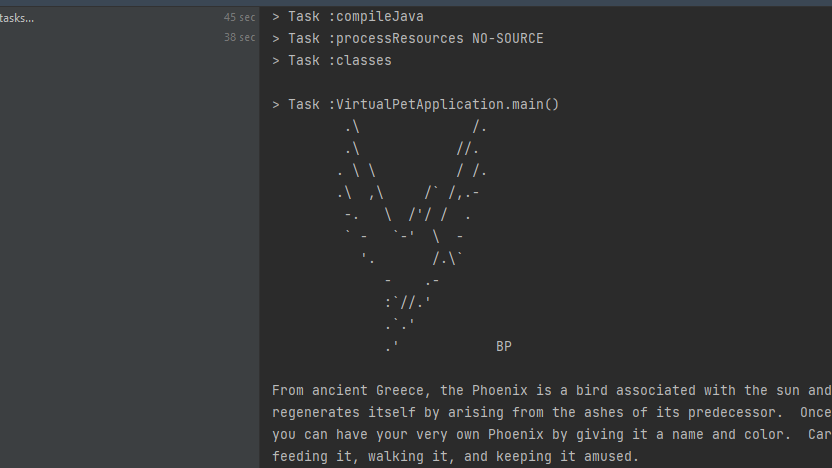 tasks... 45 sec
38 sec
> Task :compileJava
> Task :processResources NO-SOURCE
> Task :classes
> Task :VirtualPetApplication.main()
         .\              /.
         .\            //.
        . \ \          / /.
        .\  ,\     /` /,.-
         -.   \  /'/ /  .
         ` -   `-'  \  -
           '.       /.\`
              -    .-
              :`//.'
              .`.'
              .'            BP
From ancient Greece, the Phoenix is a bird associated with the sun and
regenerates itself by arising from the ashes of its predecessor.  Once
you can have your very own Phoenix by giving it a name and color.  Car
feeding it, walking it, and keeping it amused.